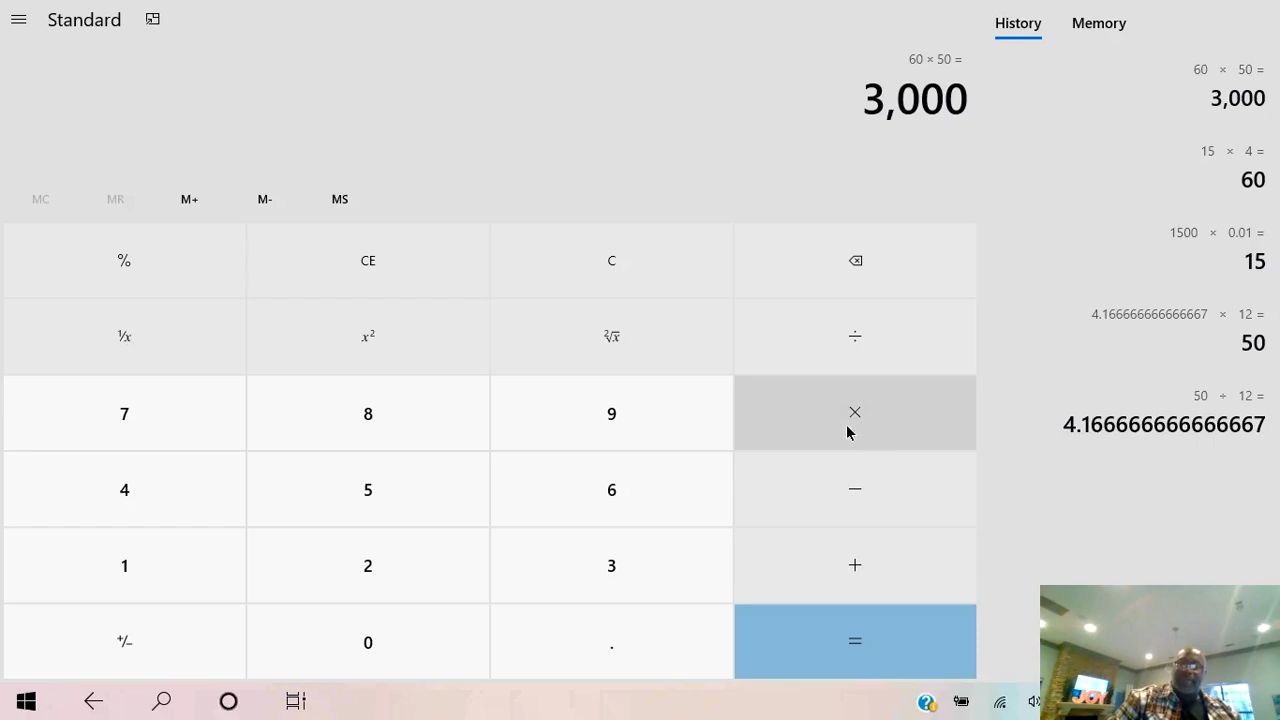 Standard
History Memory
60 × 50 =
3,000
60 × 50 =
3,000
15 × 4 =
60
1500 × 0.01 =
15
4.166666666666667 × 12 =
50
50 ÷ 12 =
4.166666666666667
MC MR M+ M- MS
% CE C
⅟x x² ²√x ÷
7 8 9 ×
4 5 6 −
1 2 3 +
+/− 0 . =
JOY